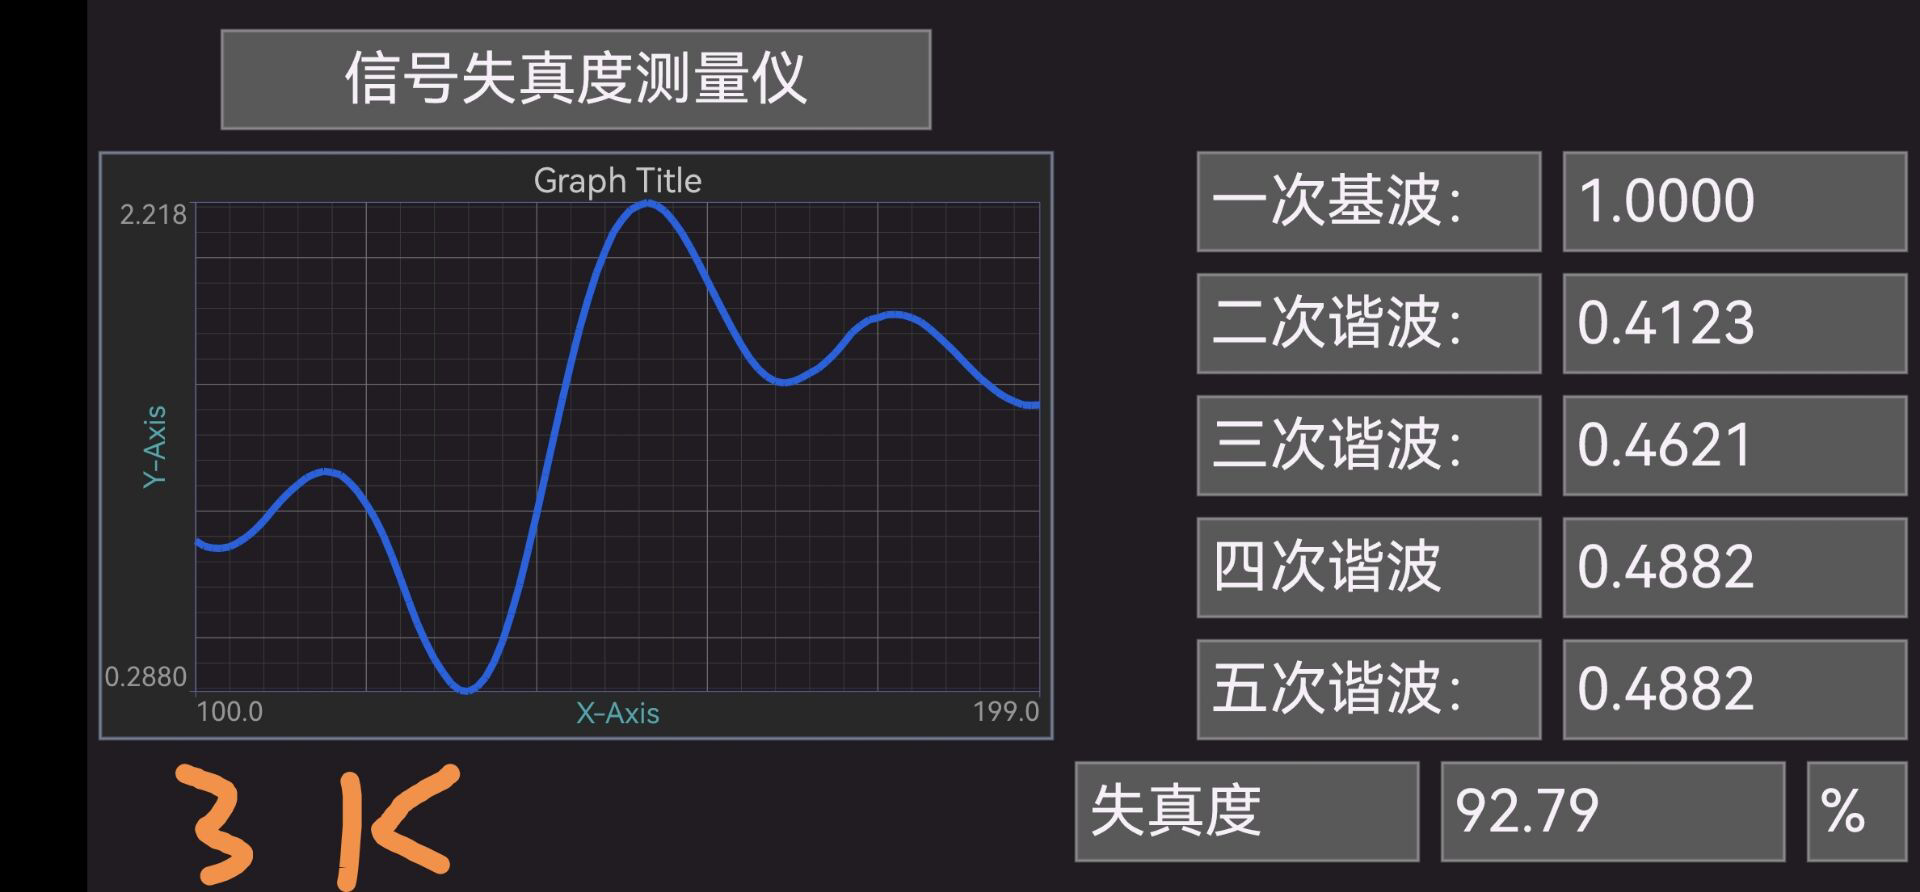 信号失真度测量仪
Graph Title
2.218
Y-Axis
0.2880
100.0
X-Axis
199.0
一次基波： 1.0000
二次谐波： 0.4123
三次谐波： 0.4621
四次谐波 0.4882
五次谐波： 0.4882
失真度 92.79 %
3 K